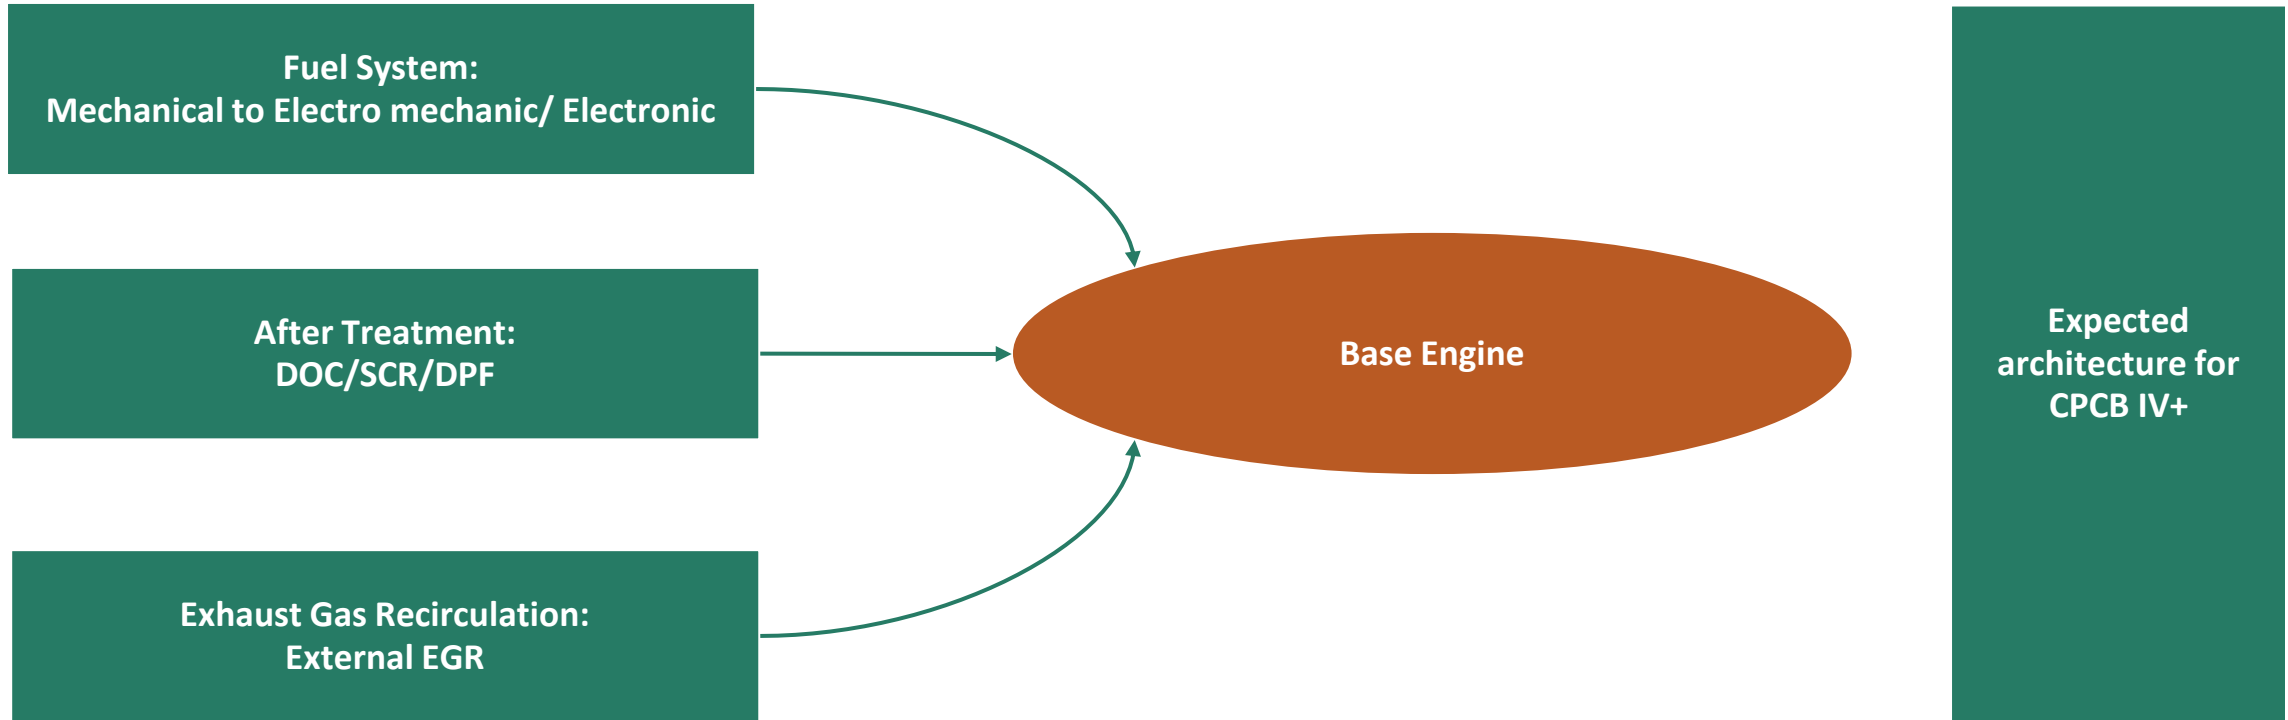 Fuel System:
Mechanical to Electro mechanic/ Electronic
After Treatment:
DOC/SCR/DPF
Exhaust Gas Recirculation:
External EGR
Base Engine
Expected
architecture for
CPCB IV+